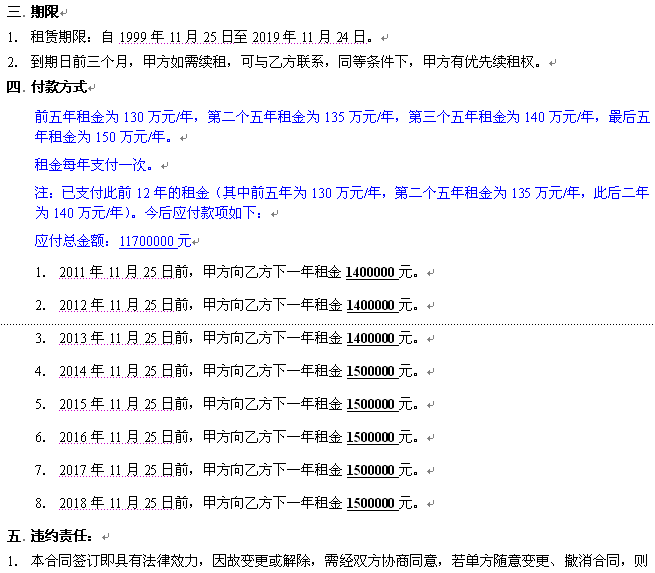 三．期限
1. 租赁期限：自 1999 年 11 月 25 日至 2019 年 11 月 24 日。
2. 到期日前三个月，甲方如需续租，可与乙方联系，同等条件下，甲方有优先续租权。
四．付款方式
前五年租金为 130 万元/年，第二个五年租金为 135 万元/年，第三个五年租金为 140 万元/年，最后五
年租金为 150 万元/年。
租金每年支付一次。
注：已支付此前 12 年的租金（其中前五年为 130 万元/年，第二个五年租金为 135 万元/年，此后二年
为 140 万元/年）。今后应付款项如下：
应付总金额：11700000 元
1. 2011 年 11 月 25 日前，甲方向乙方下一年租金 1400000 元。
2. 2012 年 11 月 25 日前，甲方向乙方下一年租金 1400000 元。
3. 2013 年 11 月 25 日前，甲方向乙方下一年租金 1400000 元。
4. 2014 年 11 月 25 日前，甲方向乙方下一年租金 1500000 元。
5. 2015 年 11 月 25 日前，甲方向乙方下一年租金 1500000 元。
6. 2016 年 11 月 25 日前，甲方向乙方下一年租金 1500000 元。
7. 2017 年 11 月 25 日前，甲方向乙方下一年租金 1500000 元。
8. 2018 年 11 月 25 日前，甲方向乙方下一年租金 1500000 元。
五．违约责任：
1. 本合同签订即具有法律效力，因故变更或解除，需经双方协商同意，若单方随意变更、撤消合同，则